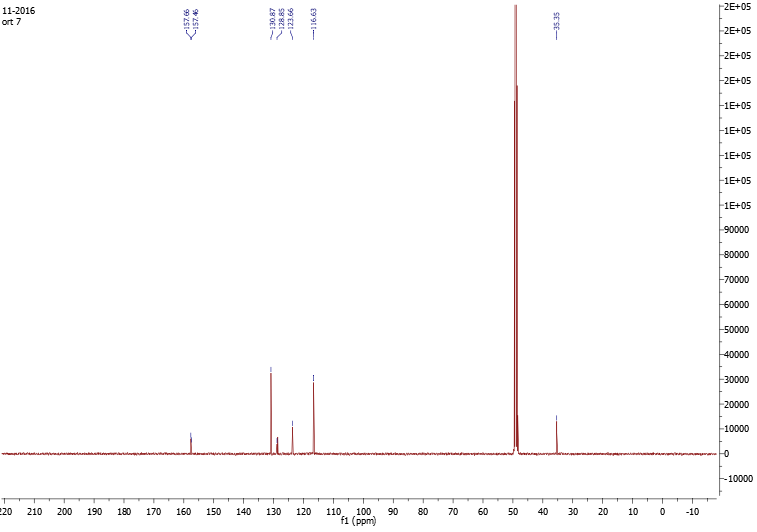 11-2016
ort 7
157.66
157.46
130.87
128.85
123.66
116.63
35.35
2E+05
2E+05
2E+05
2E+05
1E+05
1E+05
1E+05
1E+05
1E+05
90000
80000
70000
60000
50000
40000
30000
20000
10000
0
-10000
220 210 200 190 180 170 160 150 140 130 120 110 100 90 80 70 60 50 40 30 20 10 0 -10
f1 (ppm)